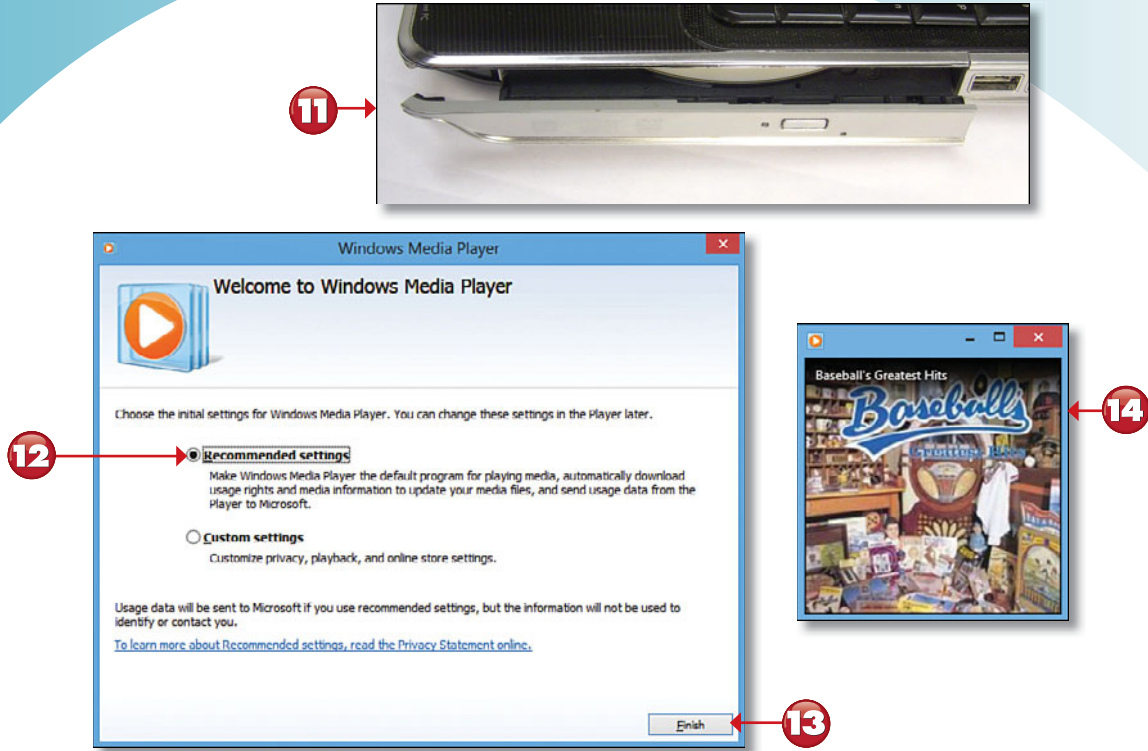 11
Windows Media Player
Welcome to Windows Media Player
Choose the initial settings for Windows Media Player. You can change these settings in the Player later.
12
Recommended settings
Make Windows Media Player the default program for playing media, automatically download
usage rights and media information to update your media files, and send usage data from the
Player to Microsoft.
Custom settings
Customize privacy, playback, and online store settings.
Usage data will be sent to Microsoft if you use recommended settings, but the information will not be used to
identify or contact you.
To learn more about Recommended settings, read the Privacy Statement online.
Finish
13
Baseball's Greatest Hits
Baseball's
Greatest Hits
14